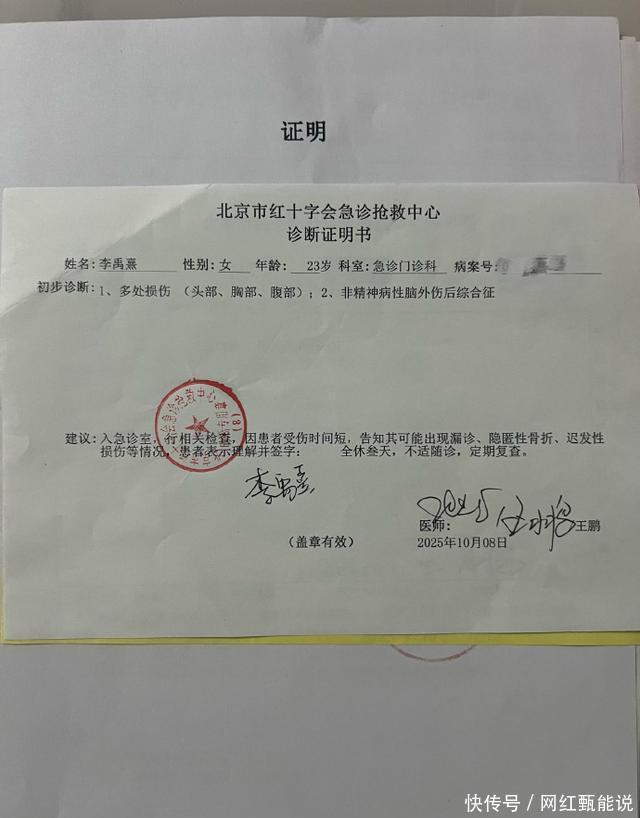 证明
北京市红十字会急诊抢救中心
诊断证明书
姓名:李禹熹 性别:女 年龄: 23岁 科室:急诊门诊科 病案号:
初步诊断:1、多处损伤 (头部、胸部、腹部);2、非精神病性脑外伤后综合征
建议:入急诊室,行相关检查,因患者受伤时间短,告知其可能出现漏诊、隐匿性骨折、迟发性
损伤等情况,患者表示理解并签字: 全休叁天,不适随诊,定期复查。
李禹熹
医师: 王鹏
(盖章有效) 2025年10月08日
快传号/网红甄能说